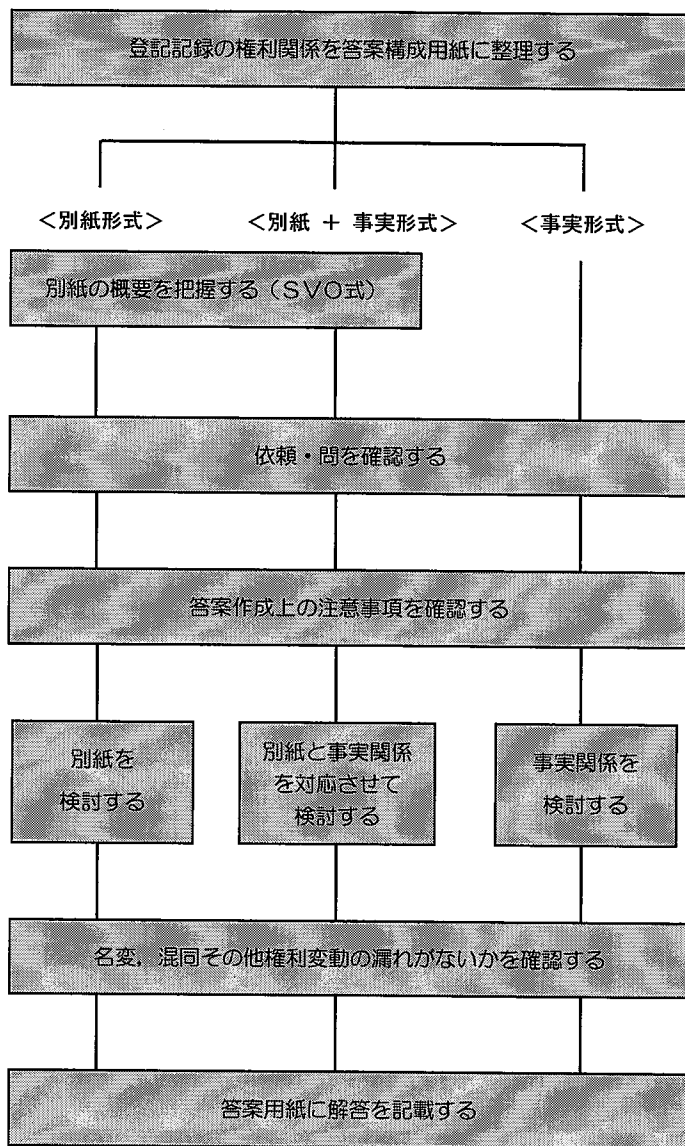 登記記録の権利関係を答案構成用紙に整理する
＜別紙形式＞
＜別紙 ＋ 事実形式＞
＜事実形式＞
別紙の概要を把握する（ＳＶＯ式）
依頼・問を確認する
答案作成上の注意事項を確認する
別紙を
検討する
別紙と事実関係
を対応させて
検討する
事実関係を
検討する
名変，混同その他権利変動の漏れがないかを確認する
答案用紙に解答を記載する